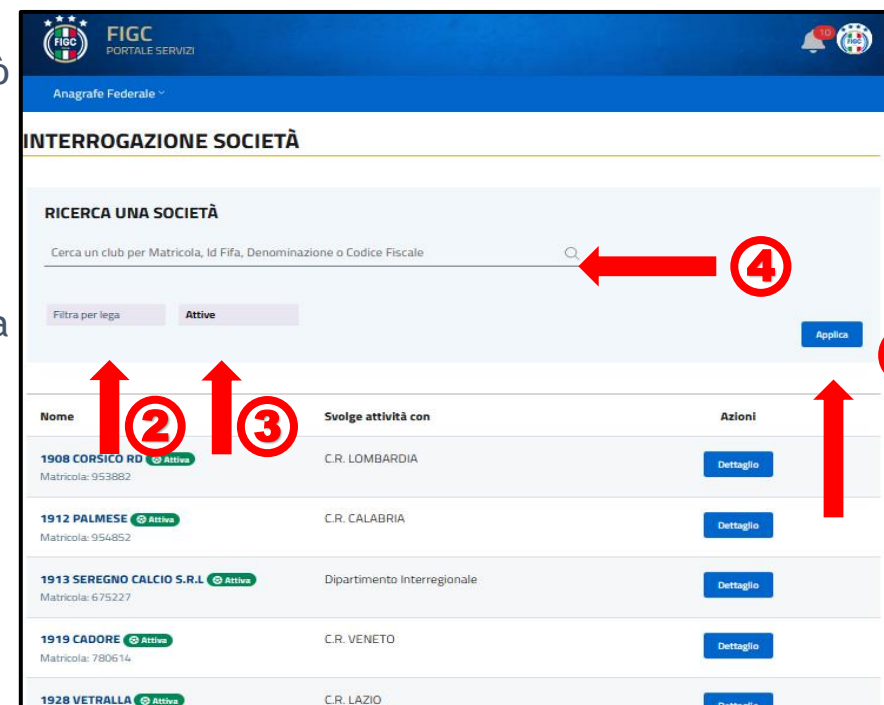 FIGC
PORTALE SERVIZI
FIGC
10
FIGC
ò
Anagrafe Federale
INTERROGAZIONE SOCIETÀ
RICERCA UNA SOCIETÀ
Cerca un club per Matricola, Id Fifa, Denominazione o Codice Fiscale
4
a
Filtra per lega Attive
Applica
2 3
Nome Svolge attività con Azioni
1908 CORSICO RD Attiva C.R. LOMBARDIA Dettaglio
Matricola: 953882
1912 PALMESE Attiva C.R. CALABRIA Dettaglio
Matricola: 954852
1913 SEREGNO CALCIO S.R.L Attiva Dipartimento Interregionale Dettaglio
Matricola: 675227
1919 CADORE Attiva C.R. VENETO Dettaglio
Matricola: 780614
1928 VETRALLA Attiva C.R. LAZIO Dettaglio